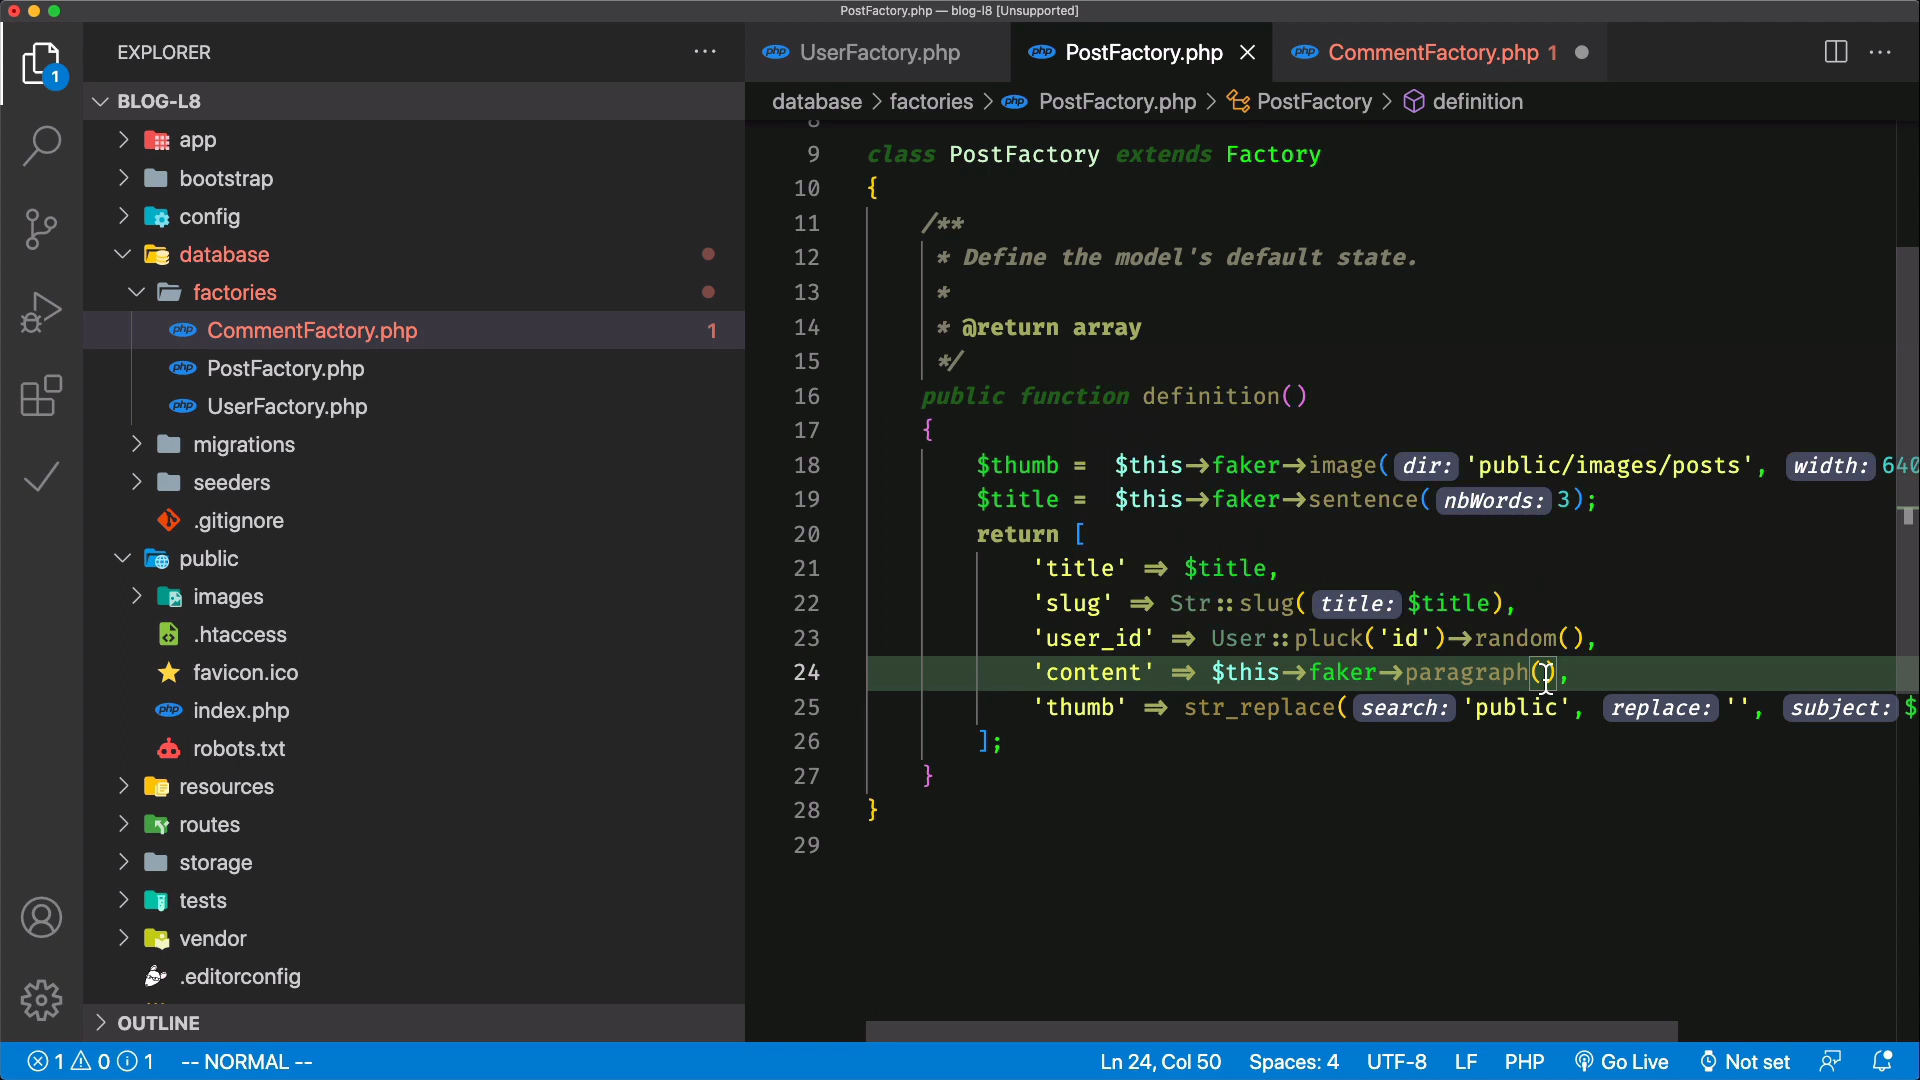 PostFactory.php — blog-l8 [Unsupported]
EXPLORER
UserFactory.php
PostFactory.php
CommentFactory.php 1
1
BLOG-L8
database > factories > PostFactory.php > PostFactory > definition
app
bootstrap
config
database
factories
CommentFactory.php 1
PostFactory.php
UserFactory.php
migrations
seeders
.gitignore
public
images
.htaccess
favicon.ico
index.php
robots.txt
resources
routes
storage
tests
vendor
.editorconfig
OUTLINE
8
9 class PostFactory extends Factory
10 {
11 /**
12 * Define the model's default state.
13 *
14 * @return array
15 */
16 public function definition()
17 {
18 $thumb = $this->faker->image( dir: 'public/images/posts', width: 640
19 $title = $this->faker->sentence( nbWords: 3);
20 return [
21 'title' => $title,
22 'slug' => Str::slug( title: $title),
23 'user_id' => User::pluck('id')->random(),
24 'content' => $this->faker->paragraph(),
25 'thumb' => str_replace( search: 'public', replace: '', subject: $
26 ];
27 }
28 }
29
1 0 1 -- NORMAL -- Ln 24, Col 50 Spaces: 4 UTF-8 LF PHP Go Live Not set